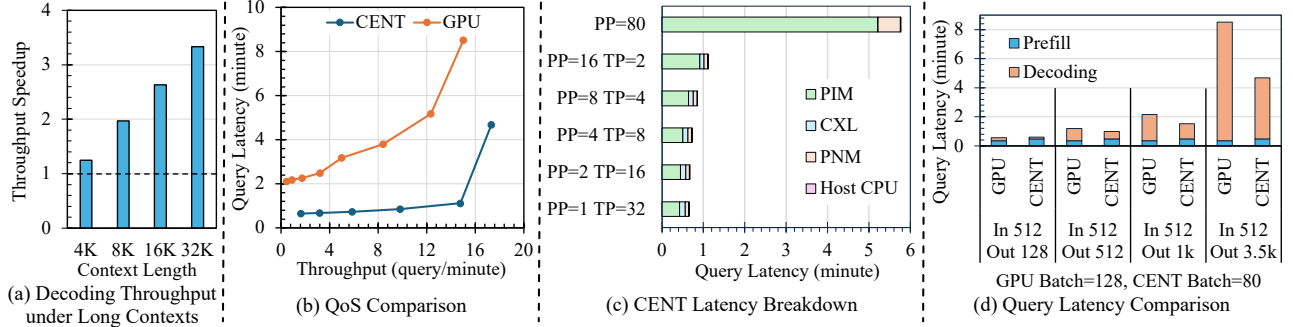 Throughput Speedup
4
3
2
1
0
4K 8K 16K 32K
Context Length
(a) Decoding Throughput
under Long Contexts
Query Latency (minute)
10
8
6
4
2
0
CENT GPU
0 4 8 12 16 20
Throughput (query/minute)
(b) QoS Comparison
PP=80
PP=16 TP=2
PP=8 TP=4
PP=4 TP=8
PP=2 TP=16
PP=1 TP=32
PIM
CXL
PNM
Host CPU
0 1 2 3 4 5 6
Query Latency (minute)
(c) CENT Latency Breakdown
Query Latency (minute)
8
6
4
2
0
Prefill
Decoding
GPU CENT GPU CENT GPU CENT GPU CENT
In 512 In 512 In 512 In 512
Out 128 Out 512 Out 1k Out 3.5k
GPU Batch=128, CENT Batch=80
(d) Query Latency Comparison